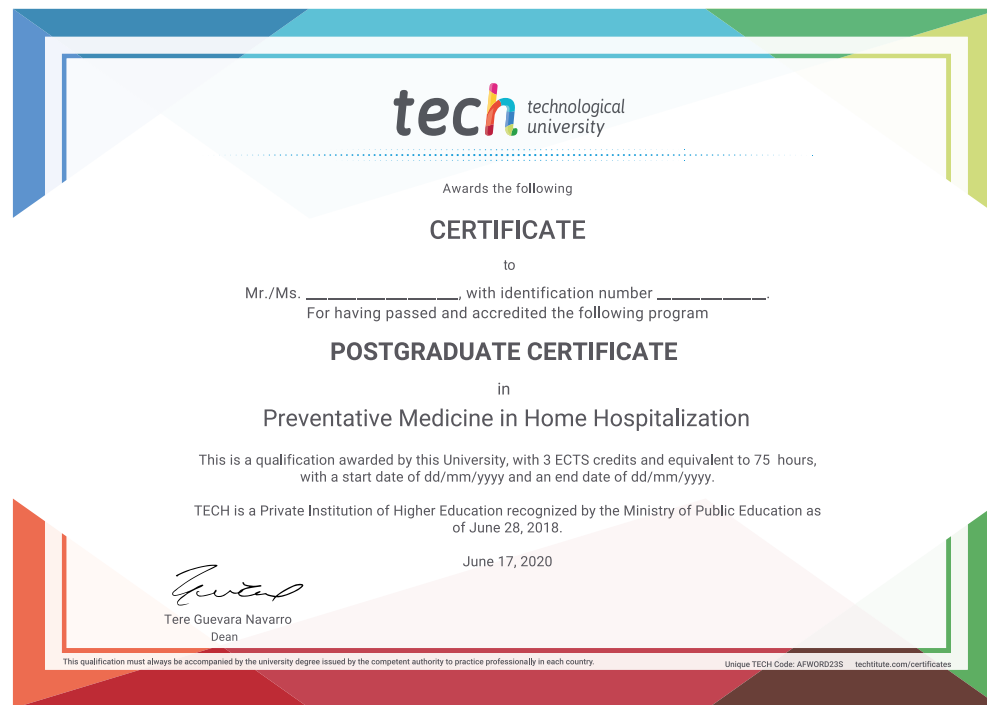 tech technological
university
Awards the following
CERTIFICATE
to
Mr./Ms. ________________, with identification number ____________.
For having passed and accredited the following program
POSTGRADUATE CERTIFICATE
in
Preventative Medicine in Home Hospitalization
This is a qualification awarded by this University, with 3 ECTS credits and equivalent to 75 hours,
with a start date of dd/mm/yyyy and an end date of dd/mm/yyyy.
TECH is a Private Institution of Higher Education recognized by the Ministry of Public Education as
of June 28, 2018.
June 17, 2020
Tere Guevara Navarro
Dean
This qualification must always be accompanied by the university degree issued by the competent authority to practice professionally in each country.
Unique TECH Code: AFWORD23S techtitute.com/certificates